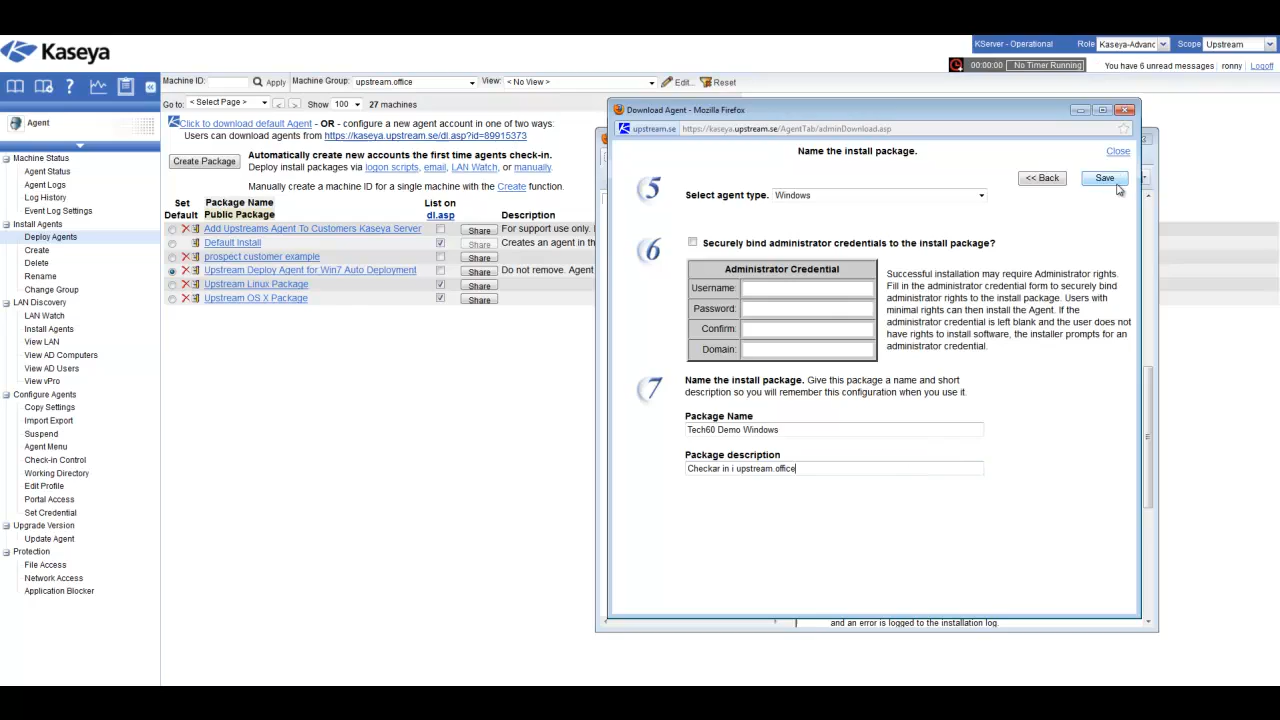 Kaseya
KServer - Operational
Role Kaseya-Advanc
Scope Upstream
00:00:00 No Timer Running
You have 6 unread messages
ronny
Logoff
Machine ID:
Apply
Machine Group: upstream.office
View: < No View >
Edit...
Reset
Go to: < Select Page >
Show 100
27 machines
Agent
Machine Status
Agent Status
Agent Logs
Log History
Event Log Settings
Install Agents
Deploy Agents
Create
Delete
Rename
Change Group
LAN Discovery
LAN Watch
Install Agents
View LAN
View AD Computers
View AD Users
View vPro
Configure Agents
Copy Settings
Import Export
Suspend
Agent Menu
Check-in Control
Working Directory
Edit Profile
Portal Access
Set Credential
Upgrade Version
Update Agent
Protection
File Access
Network Access
Application Blocker
Click to download default Agent - OR - configure a new agent account in one of two ways:
Users can download agents from https://kaseya.upstream.se/dl.asp?id=89915373
Create Package
Automatically create new accounts the first time agents check-in.
Deploy install packages via logon scripts, email, LAN Watch, or manually.
Manually create a machine ID for a single machine with the Create function.
Set Default
Package Name
Public Package
List on dl.asp
Description
Add Upstreams Agent To Customers Kaseya Server Share For support use only.
Default Install Share Creates an agent in th
prospect customer example Share
Upstream Deploy Agent for Win7 Auto Deployment Share Do not remove. Agent
Upstream Linux Package Share
Upstream OS X Package Share
Download Agent - Mozilla Firefox
upstream.se https://kaseya.upstream.se/AgentTab/adminDownload.asp
Name the install package.
Close
<< Back
Save
5
Select agent type. Windows
6
Securely bind administrator credentials to the install package?
Administrator Credential
Username:
Password:
Confirm:
Domain:
Successful installation may require Administrator rights.
Fill in the administrator credential form to securely bind
administrator rights to the install package. Users with
minimal rights can then install the Agent. If the
administrator credential is left blank and the user does not
have rights to install software, the installer prompts for an
administrator credential.
7
Name the install package. Give this package a name and short
description so you will remember this configuration when you use it.
Package Name
Tech60 Demo Windows
Package description
Checkar in i upstream.office
and an error is logged to the installation log.